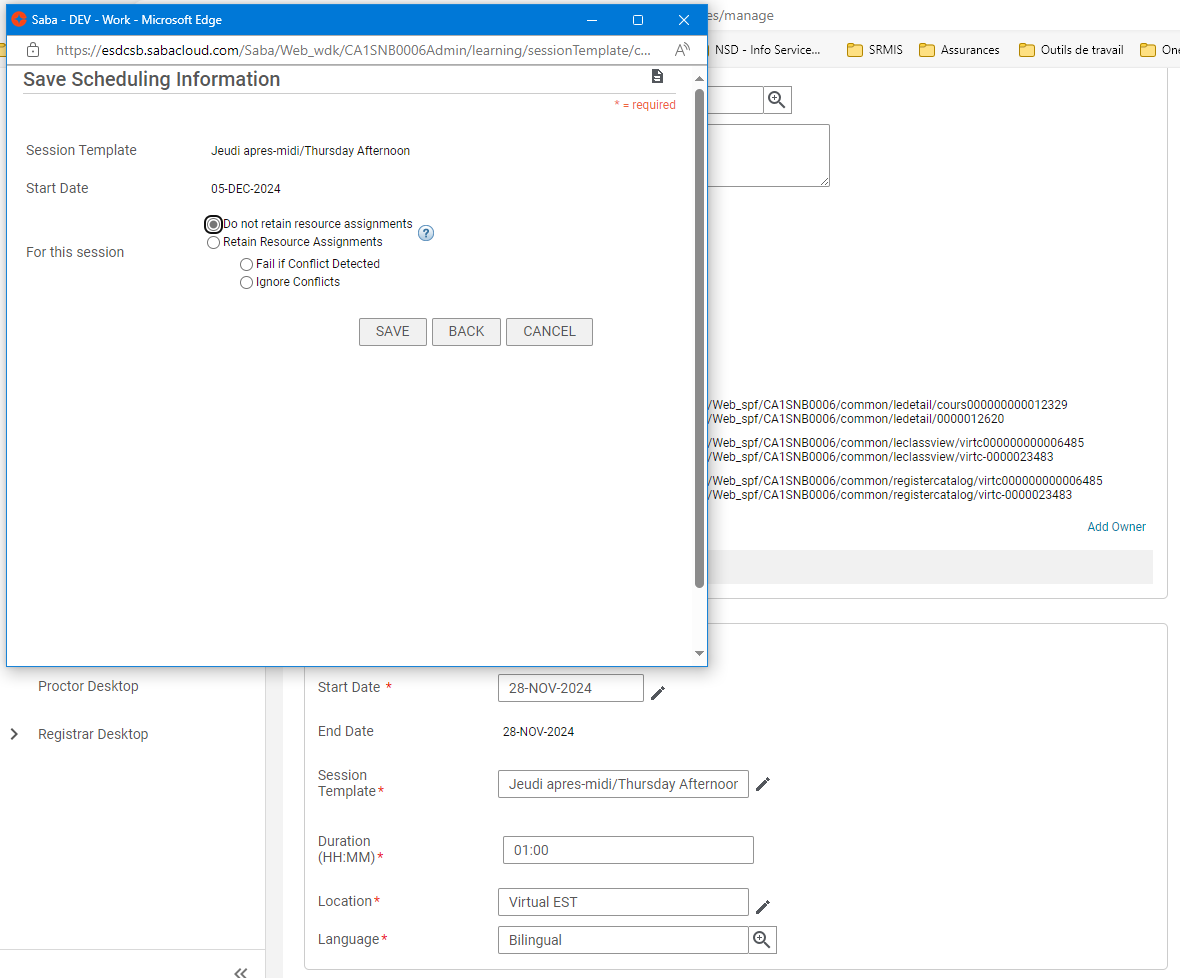 Saba - DEV - Work - Microsoft Edge
https://esdcsb.sabacloud.com/Saba/Web_wdk/CA1SNB0006Admin/learning/sessionTemplate/c...
Save Scheduling Information
* = required
Session Template
Jeudi apres-midi/Thursday Afternoon
Start Date
05-DEC-2024
For this session
Do not retain resource assignments
?
Retain Resource Assignments
Fail if Conflict Detected
Ignore Conflicts
SAVE
BACK
CANCEL
es/manage
NSD - Info Service...
SRMIS
Assurances
Outils de travail
One
/Web_spf/CA1SNB0006/common/ledetail/cours000000000012329
/Web_spf/CA1SNB0006/common/ledetail/0000012620
/Web_spf/CA1SNB0006/common/leclassview/virtc000000000006485
/Web_spf/CA1SNB0006/common/leclassview/virtc-0000023483
/Web_spf/CA1SNB0006/common/registercatalog/virtc000000000006485
/Web_spf/CA1SNB0006/common/registercatalog/virtc-0000023483
Add Owner
Proctor Desktop
Registrar Desktop
Start Date *
28-NOV-2024
End Date
28-NOV-2024
Session
Template*
Jeudi apres-midi/Thursday Afternoor
Duration
(HH:MM)*
01:00
Location*
Virtual EST
Language*
Bilingual